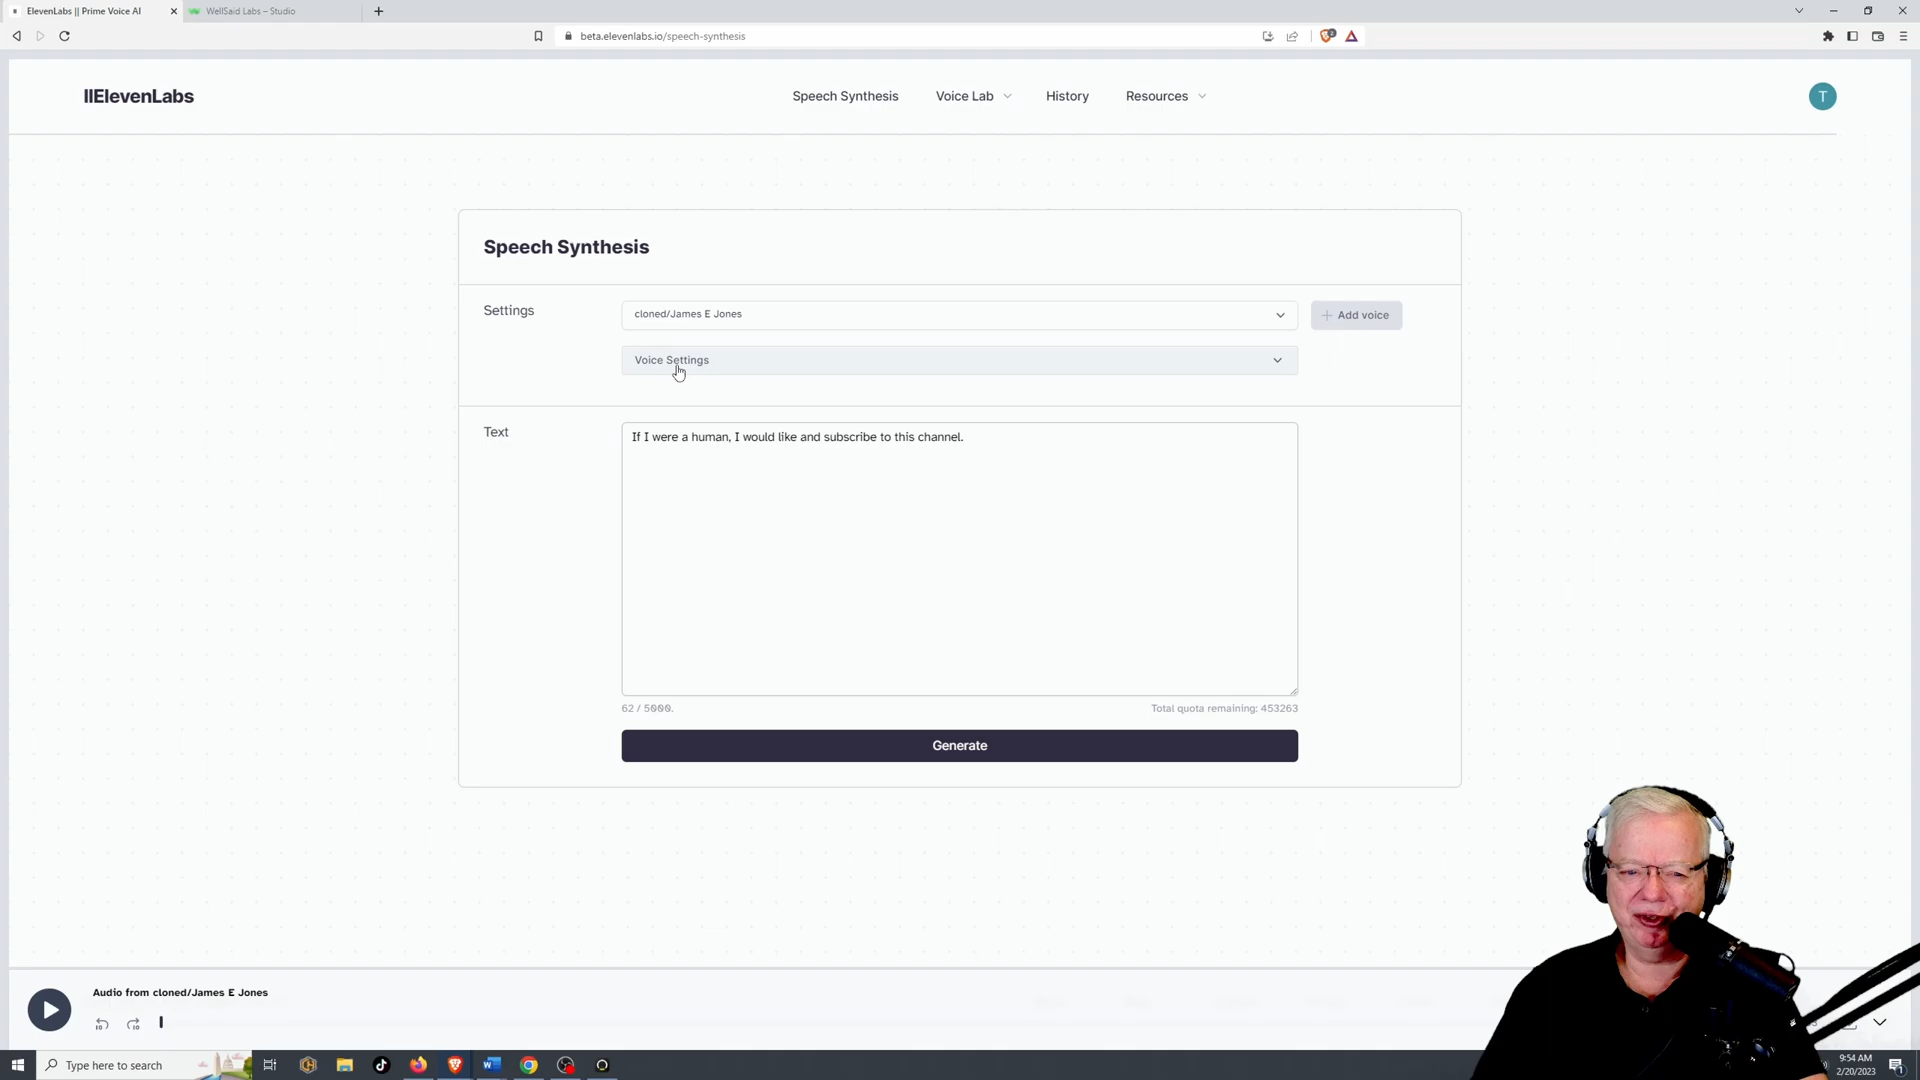 ElevenLabs || Prime Voice AI
WellSaid Labs – Studio
beta.elevenlabs.io/speech-synthesis
IIElevenLabs
Speech Synthesis
Voice Lab
History
Resources
T
Speech Synthesis
Settings
cloned/James E Jones
+ Add voice
Voice Settings
Text
If I were a human, I would like and subscribe to this channel.
62 / 5000.
Total quota remaining: 453263
Generate
Audio from cloned/James E Jones
10
10
Type here to search
9:54 AM
2/20/2023